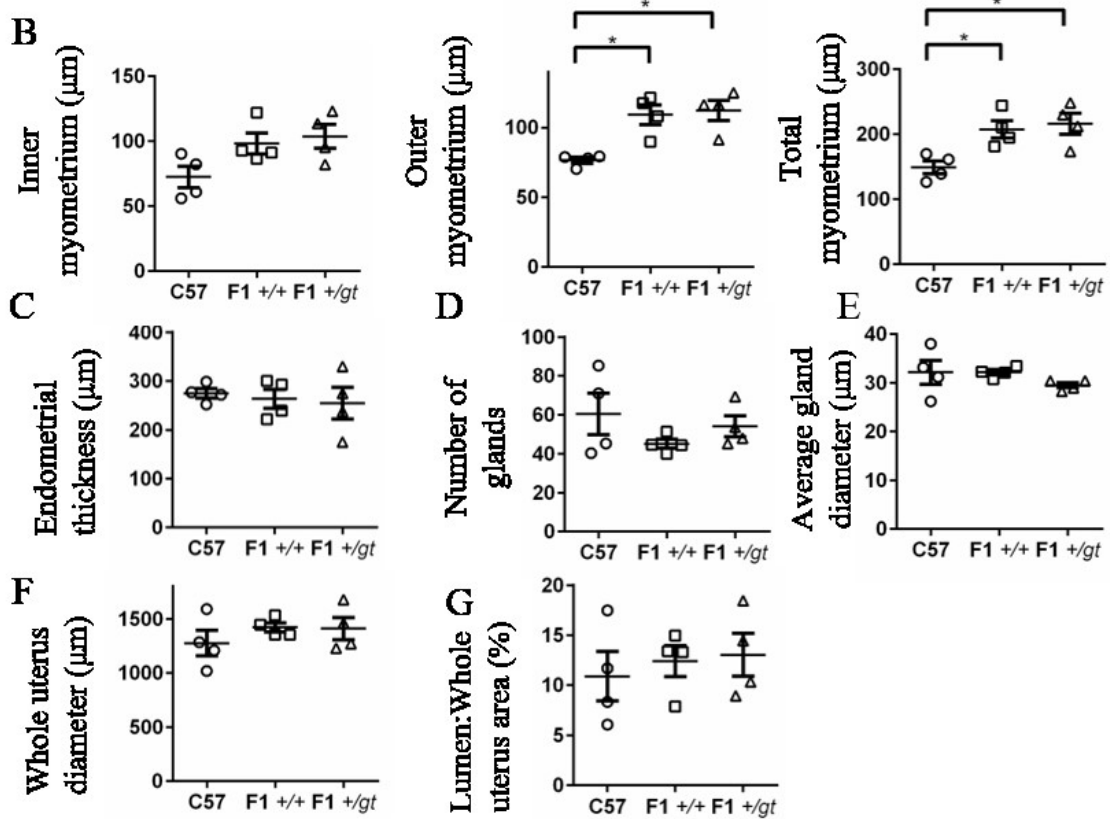 B
Inner
myometrium (μm)
150
100
50
0
C57 F1 +/+ F1 +/gt
Outer
myometrium (μm)
*
*
100
50
0
C57 F1 +/+ F1 +/gt
Total
myometrium (μm)
*
*
300
200
100
0
C57 F1 +/+ F1 +/gt
C
Endometrial
thickness (μm)
400
300
200
100
0
C57 F1 +/+ F1 +/gt
D
Number of
glands
100
80
60
40
20
0
C57 F1 +/+ F1 +/gt
E
Average gland
diameter (μm)
40
30
20
10
0
C57 F1 +/+ F1 +/gt
F
Whole uterus
diameter (μm)
1500
1000
500
0
C57 F1 +/+ F1 +/gt
G
Lumen:Whole
uterus area (%)
20
15
10
5
0
C57 F1 +/+ F1 +/gt